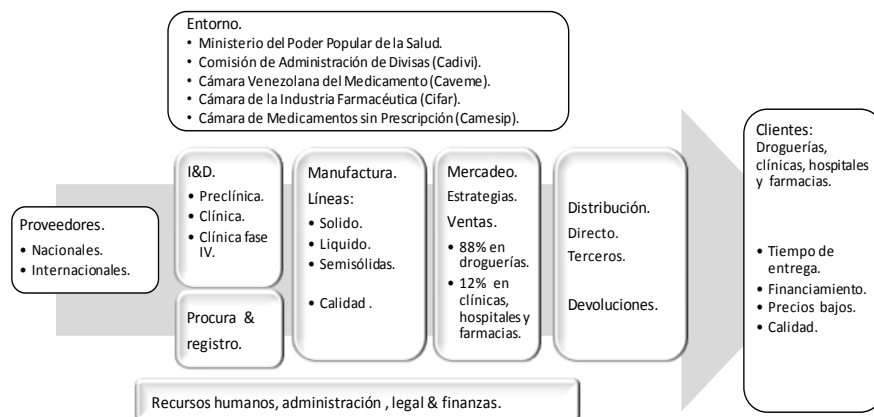 Entorno.
• Ministerio del Poder Popular de la Salud.
• Comisión de Administración de Divisas (Cadivi).
• Cámara Venezolana del Medicamento (Caveme).
• Cámara de la Industria Farmacéutica (Cifar).
• Cámara de Medicamentos sin Prescripción (Camesip).
Proveedores.
• Nacionales.
• Internacionales.
I&D.
• Preclínica.
• Clínica.
• Clínica fase
IV.
Procura &
registro.
Manufactura.
Líneas:
• Solido.
• Liquido.
• Semisólidas.
• Calidad .
Mercadeo.
Estrategias.
Ventas.
• 88% en
droguerías.
• 12% en
clínicas,
hospitales y
farmacias.
Distribución.
Directo.
Terceros.
Devoluciones.
Clientes:
Droguerías,
clínicas, hospitales
y farmacias.
• Tiempo de
entrega.
• Financiamiento.
• Precios bajos.
• Calidad.
Recursos humanos, administración , legal & finanzas.